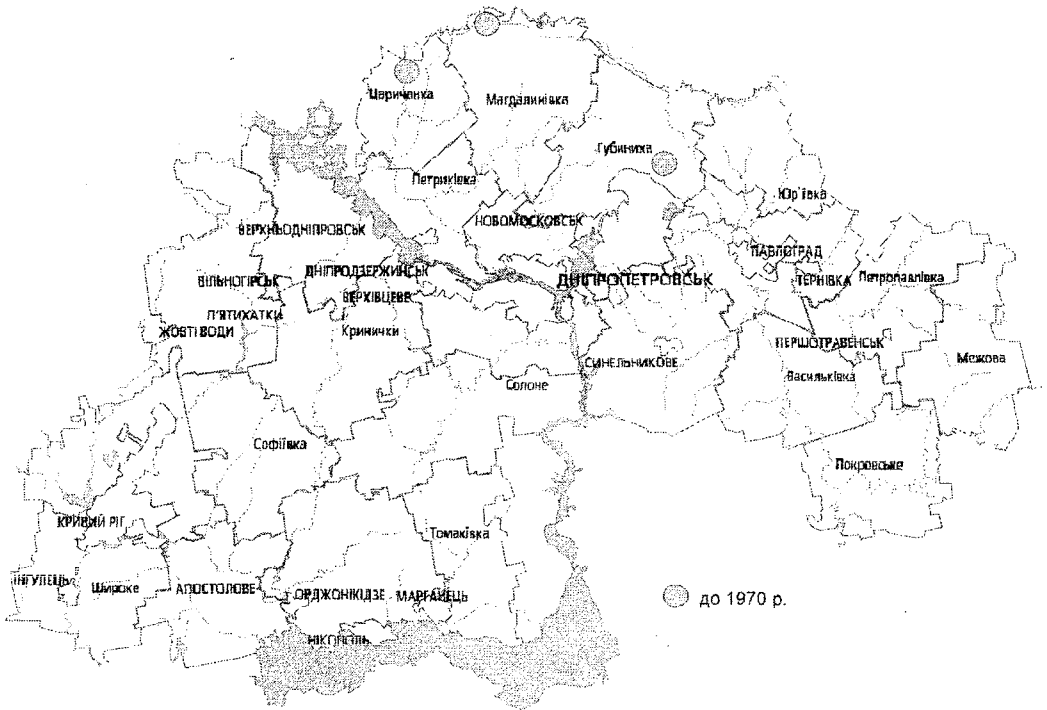 Царичанка
Магдалинівка
Губиниха
Петриківка
Юр'ївка
НОВОМОСКОВСЬК
ВЕРХНЬОДНІПРОВСЬК
ПАВЛОГРАД
ДНІПРОДЗЕРЖИНСЬК
ДНІПРОПЕТРОВСЬК
ТЕРНІВКА
Петропавлівка
ВІЛЬНОГІРСЬК
ВЕРХІВЦЕВЕ
П'ЯТИХАТКИ
ЖОВТІ ВОДИ
Кринички
ПЕРШОТРАВЕНСЬК
Межова
СИНЕЛЬНИКОВЕ
Васильківка
Солоне
Софіївка
Покровське
КРИВИЙ РІГ
Томаківка
ІНГУЛЕЦЬ
Широке
АПОСТОЛОВЕ
ОРДЖОНІКІДЗЕ
МАРГАНЕЦЬ
до 1970 р.
НІКОПОЛЬ